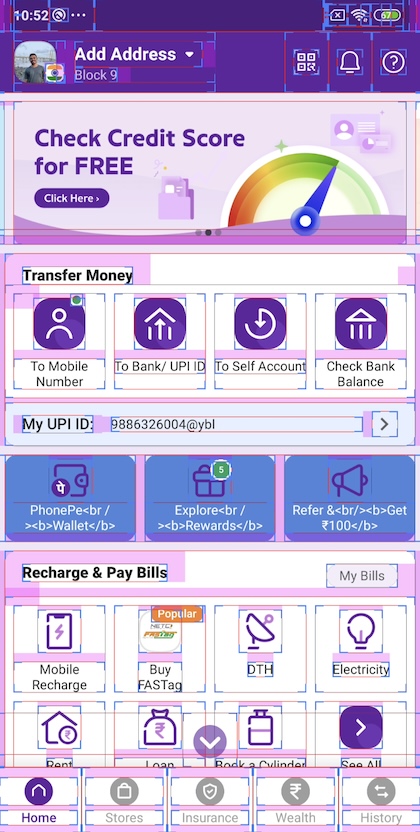 10:52
67
Add Address
Block 9
Check Credit Score
for FREE
Click Here ›
Transfer Money
To Mobile
Number
To Bank/ UPI ID
To Self Account
Check Bank
Balance
My UPI ID:
9886326004@ybl
PhonePe<br /
><b>Wallet</b>
5
Explore<br /
><b>Rewards</b>
Refer &<br/><b>Get
₹100</b>
Recharge & Pay Bills
My Bills
Mobile
Recharge
Popular
Buy
FASTag
DTH
Electricity
Rent
Loan
Book a Cylinder
See All
Home
Stores
Insurance
Wealth
History